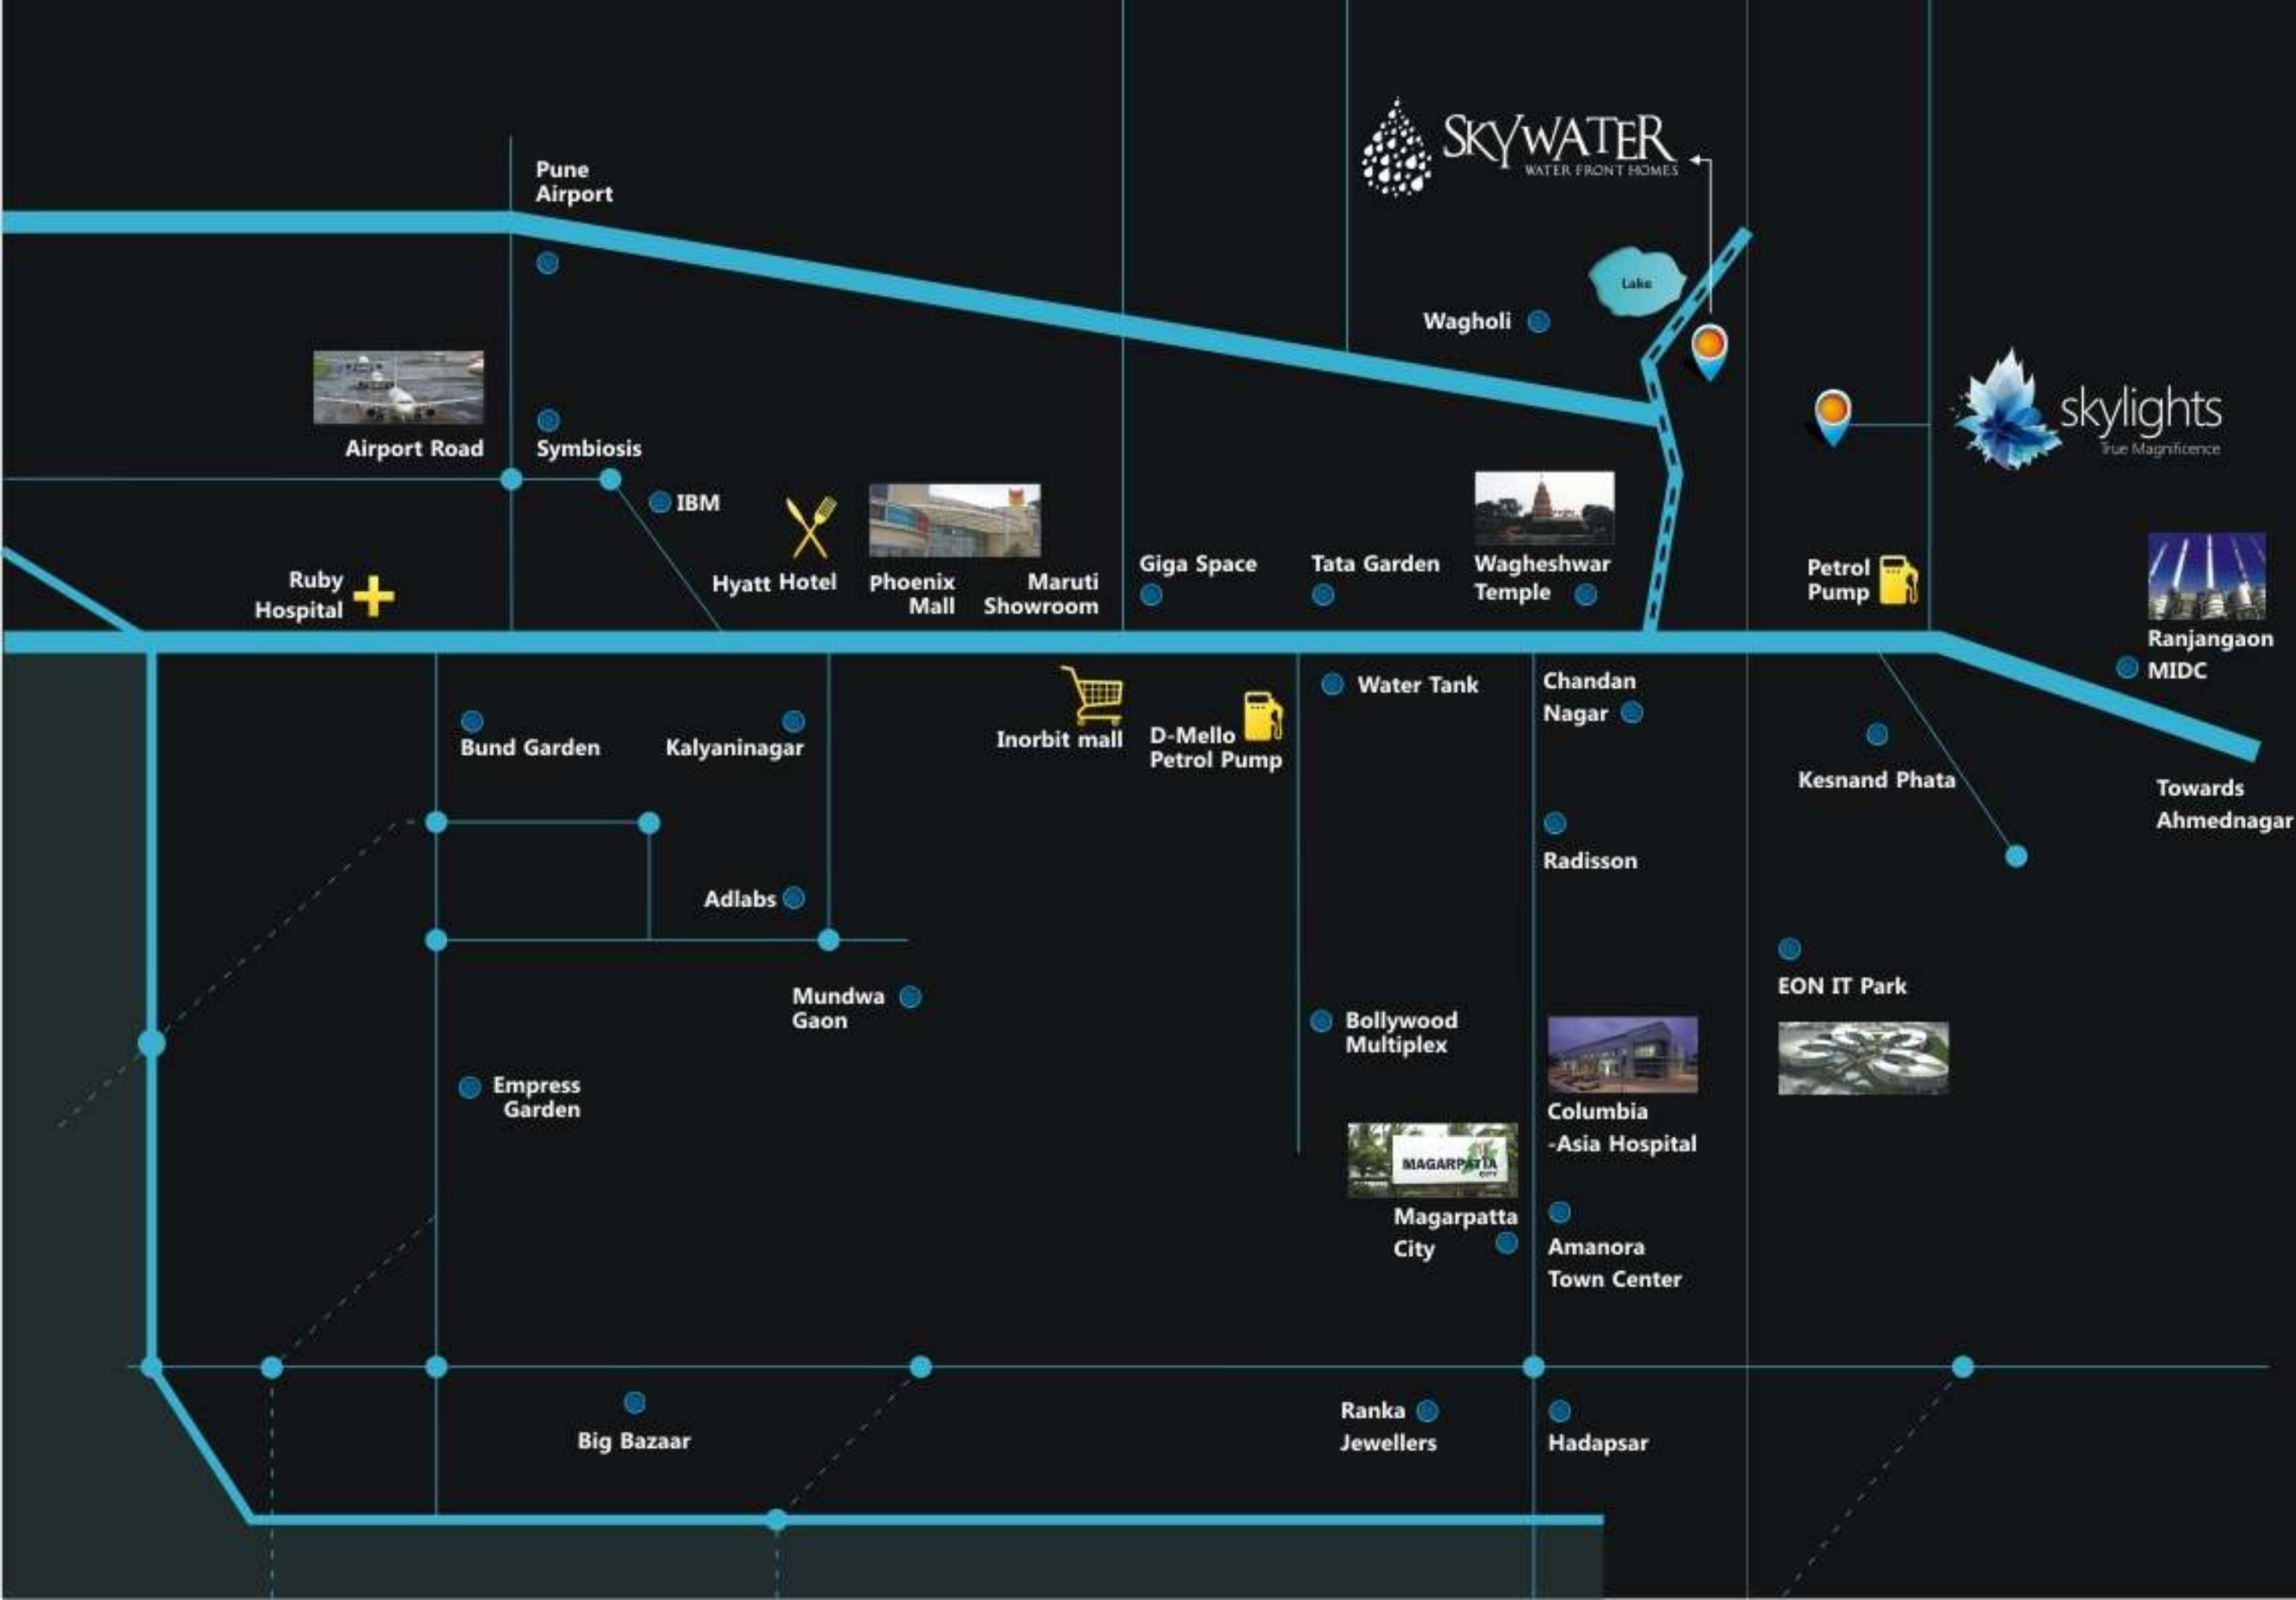 SKYWATER
WATER FRONT HOMES
Pune
Airport
Lake
Wagholi
skylights
True Magnificence
Airport Road
Symbiosis
IBM
Hyatt Hotel
Phoenix
Mall
Maruti
Showroom
Giga Space
Tata Garden
Wagheshwar
Temple
Petrol
Pump
Ruby
Hospital
Ranjangaon
MIDC
Bund Garden
Kalyaninagar
Inorbit mall
D-Mello
Petrol Pump
Water Tank
Chandan
Nagar
Kesnand Phata
Towards
Ahmednagar
Radisson
Adlabs
Mundwa
Gaon
EON IT Park
Bollywood
Multiplex
Empress
Garden
Columbia
-Asia Hospital
MAGARPATTA
CITY
Magarpatta
City
Amanora
Town Center
Big Bazaar
Ranka
Jewellers
Hadapsar